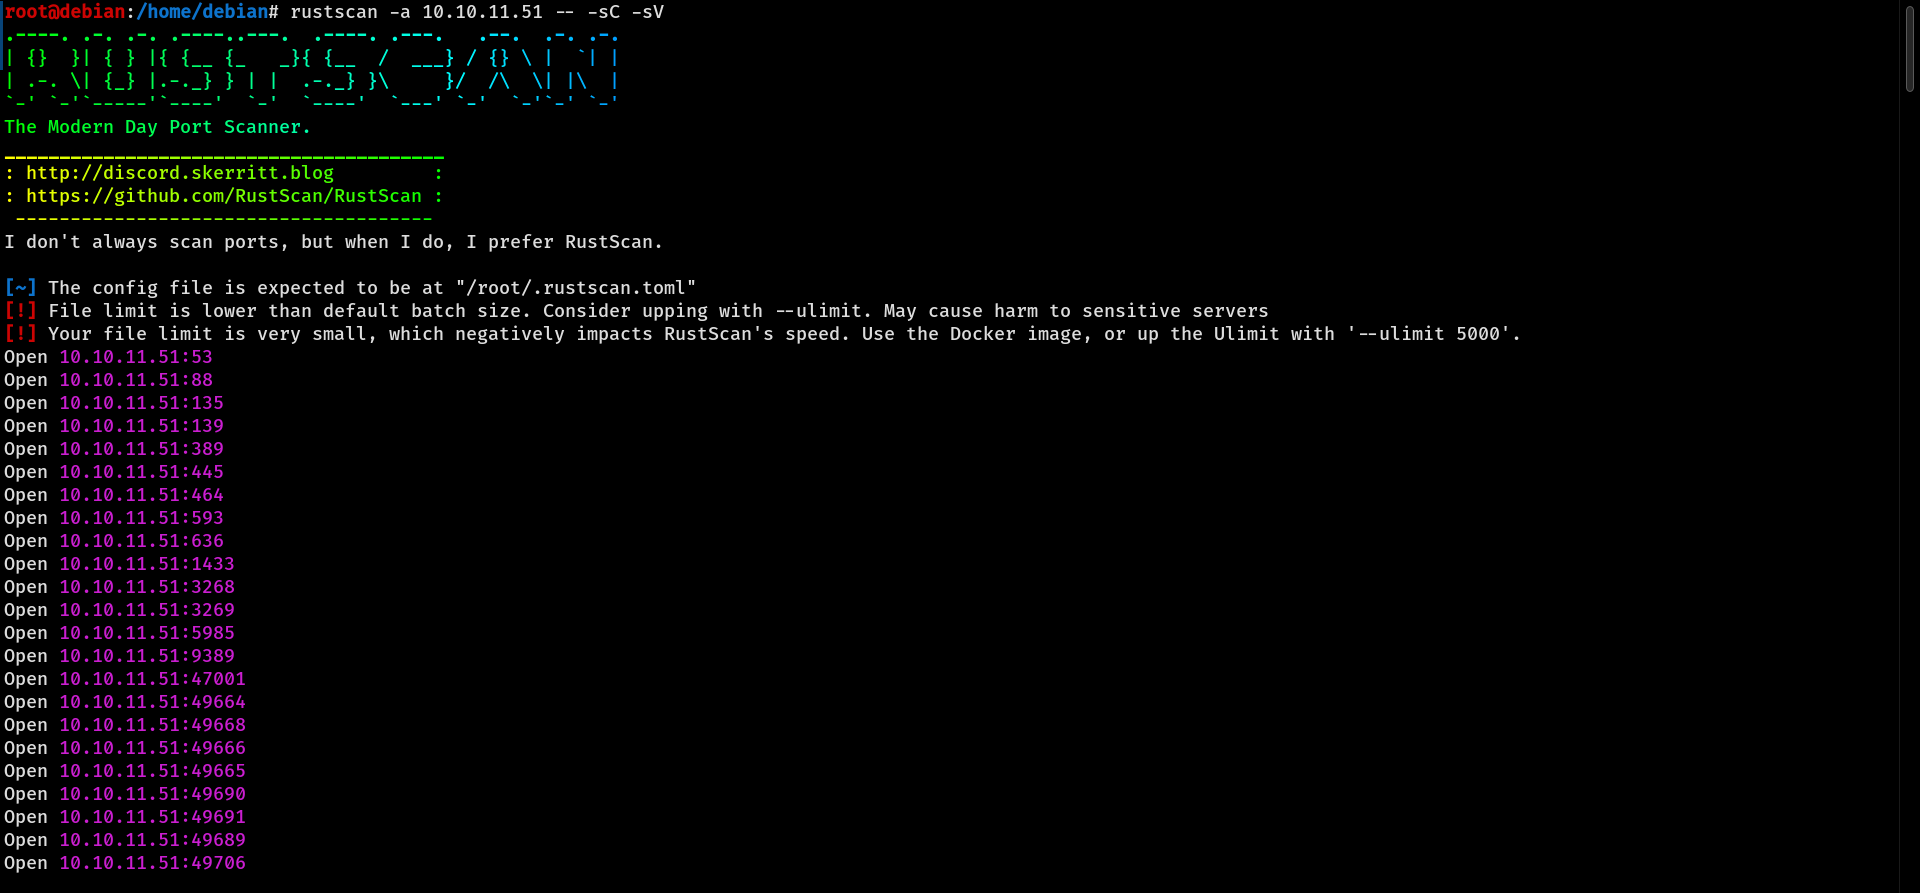 root@debian:/home/debian# rustscan -a 10.10.11.51 -- -sC -sV
.----. .-. .-. .----..---.  .----. .---.   .--.  .-. .-.
| {}  }| { } |{ {__ {_   _}{ {__  /  ___} / {} \ |  `| |
| .-. \| {_} |.-._} } | |  .-._} }\     }/  /\  \| |\  |
`-' `-'`-----'`----'  `-'  `----'  `---' `-'  `-'`-' `-'
The Modern Day Port Scanner.
________________________________________
: http://discord.skerritt.blog         :
: https://github.com/RustScan/RustScan :
 --------------------------------------
I don't always scan ports, but when I do, I prefer RustScan.
[~] The config file is expected to be at "/root/.rustscan.toml"
[!] File limit is lower than default batch size. Consider upping with --ulimit. May cause harm to sensitive servers
[!] Your file limit is very small, which negatively impacts RustScan's speed. Use the Docker image, or up the Ulimit with '--ulimit 5000'.
Open 10.10.11.51:53
Open 10.10.11.51:88
Open 10.10.11.51:135
Open 10.10.11.51:139
Open 10.10.11.51:389
Open 10.10.11.51:445
Open 10.10.11.51:464
Open 10.10.11.51:593
Open 10.10.11.51:636
Open 10.10.11.51:1433
Open 10.10.11.51:3268
Open 10.10.11.51:3269
Open 10.10.11.51:5985
Open 10.10.11.51:9389
Open 10.10.11.51:47001
Open 10.10.11.51:49664
Open 10.10.11.51:49668
Open 10.10.11.51:49666
Open 10.10.11.51:49665
Open 10.10.11.51:49690
Open 10.10.11.51:49691
Open 10.10.11.51:49689
Open 10.10.11.51:49706